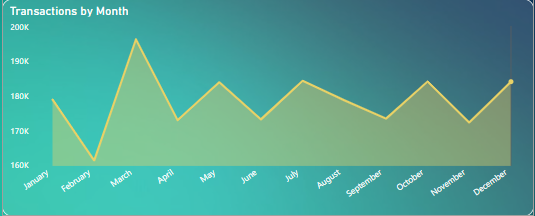 Transactions by Month
200K
190K
180K
170K
160K
January
February
March
April
May
June
July
August
September
October
November
December